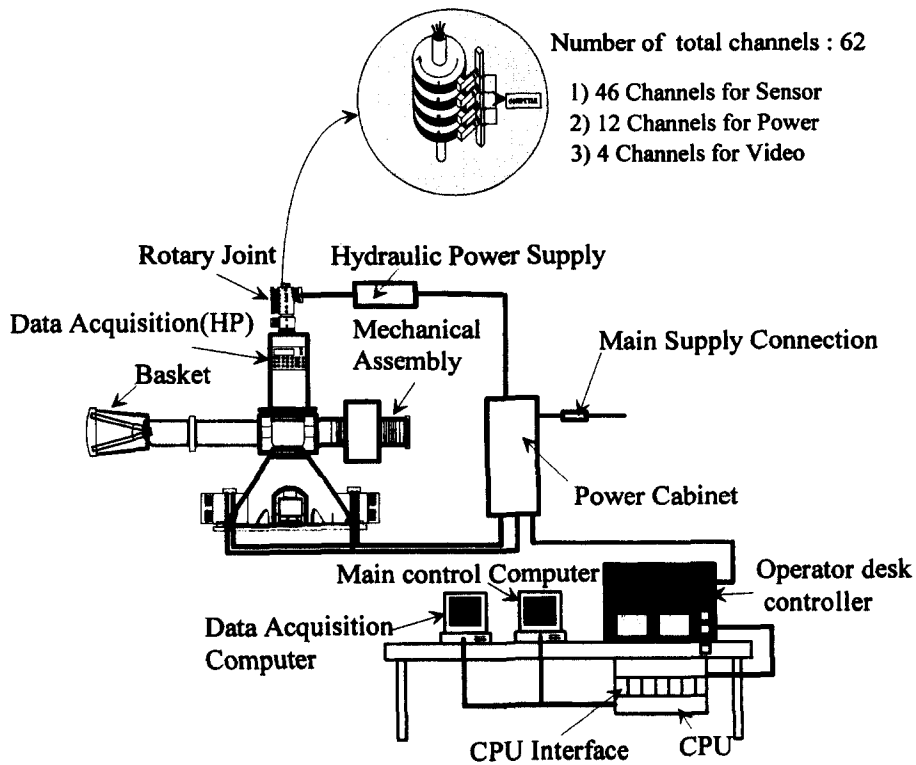 Number of total channels : 62
1) 46 Channels for Sensor
2) 12 Channels for Power
3) 4 Channels for Video
Rotary Joint
Hydraulic Power Supply
Data Acquisition(HP)
Mechanical
Assembly
Main Supply Connection
Basket
Power Cabinet
Main control Computer
Operator desk
controller
Data Acquisition
Computer
CPU Interface
CPU